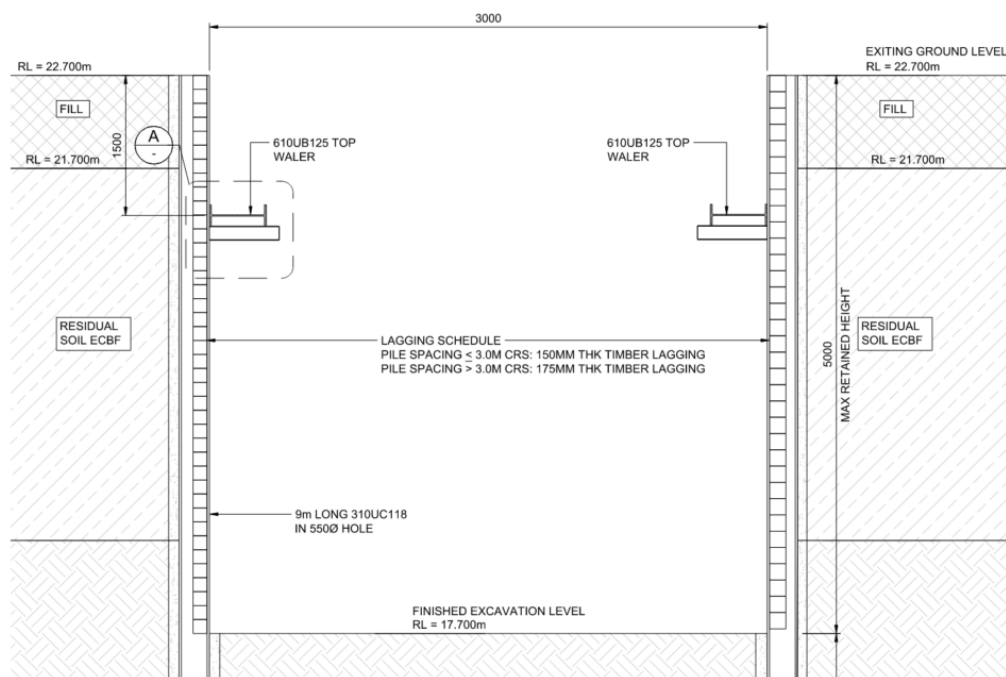 3000
EXITING GROUND LEVEL
RL = 22.700m
RL = 22.700m
FILL
FILL
A
-
1500
610UB125 TOP
WALER
610UB125 TOP
WALER
RL = 21.700m
RL = 21.700m
RESIDUAL
SOIL ECBF
RESIDUAL
SOIL ECBF
LAGGING SCHEDULE
PILE SPACING ≤ 3.0M CRS: 150MM THK TIMBER LAGGING
PILE SPACING > 3.0M CRS: 175MM THK TIMBER LAGGING
5000
MAX RETAINED HEIGHT
9m LONG 310UC118
IN 550Ø HOLE
FINISHED EXCAVATION LEVEL
RL = 17.700m